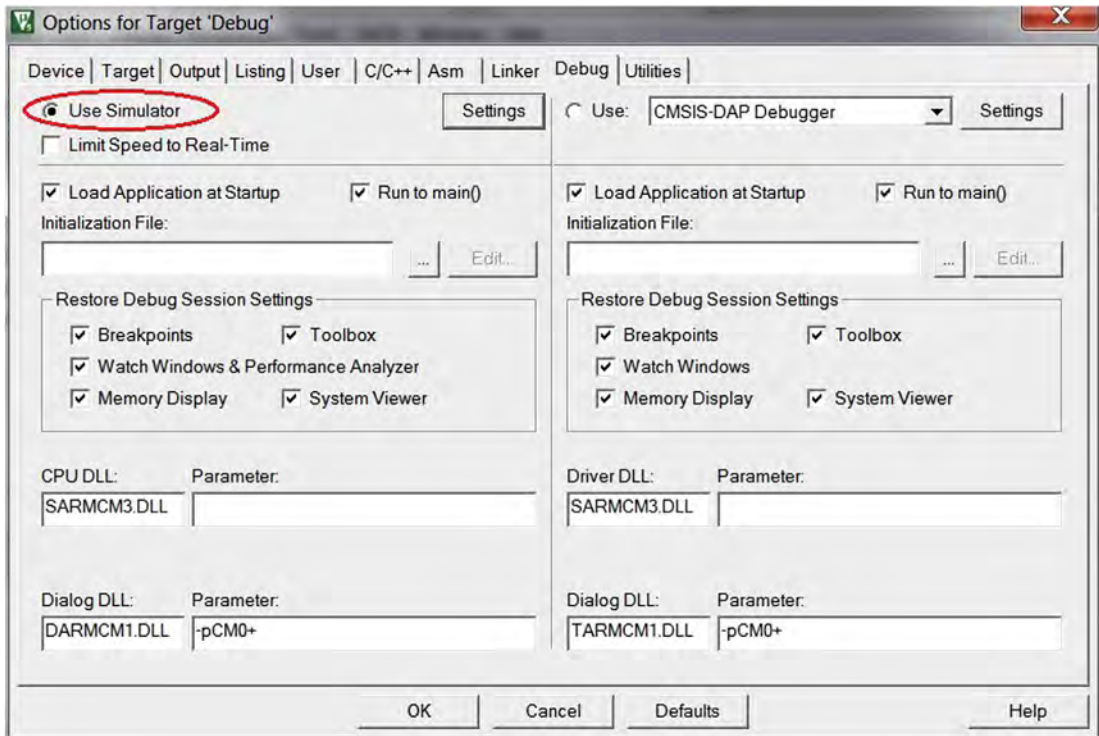 Options for Target 'Debug'
Device Target Output Listing User C/C++ Asm Linker Debug Utilities
Use Simulator Settings Use: CMSIS-DAP Debugger Settings
Limit Speed to Real-Time
Load Application at Startup Run to main() Load Application at Startup Run to main()
Initialization File: Initialization File:
... Edit... ... Edit...
Restore Debug Session Settings Restore Debug Session Settings
Breakpoints Toolbox Breakpoints Toolbox
Watch Windows & Performance Analyzer Watch Windows
Memory Display System Viewer Memory Display System Viewer
CPU DLL: Parameter: Driver DLL: Parameter:
SARMCM3.DLL SARMCM3.DLL
Dialog DLL: Parameter: Dialog DLL: Parameter:
DARMCM1.DLL -pCM0+ TARMCM1.DLL -pCM0+
OK Cancel Defaults Help